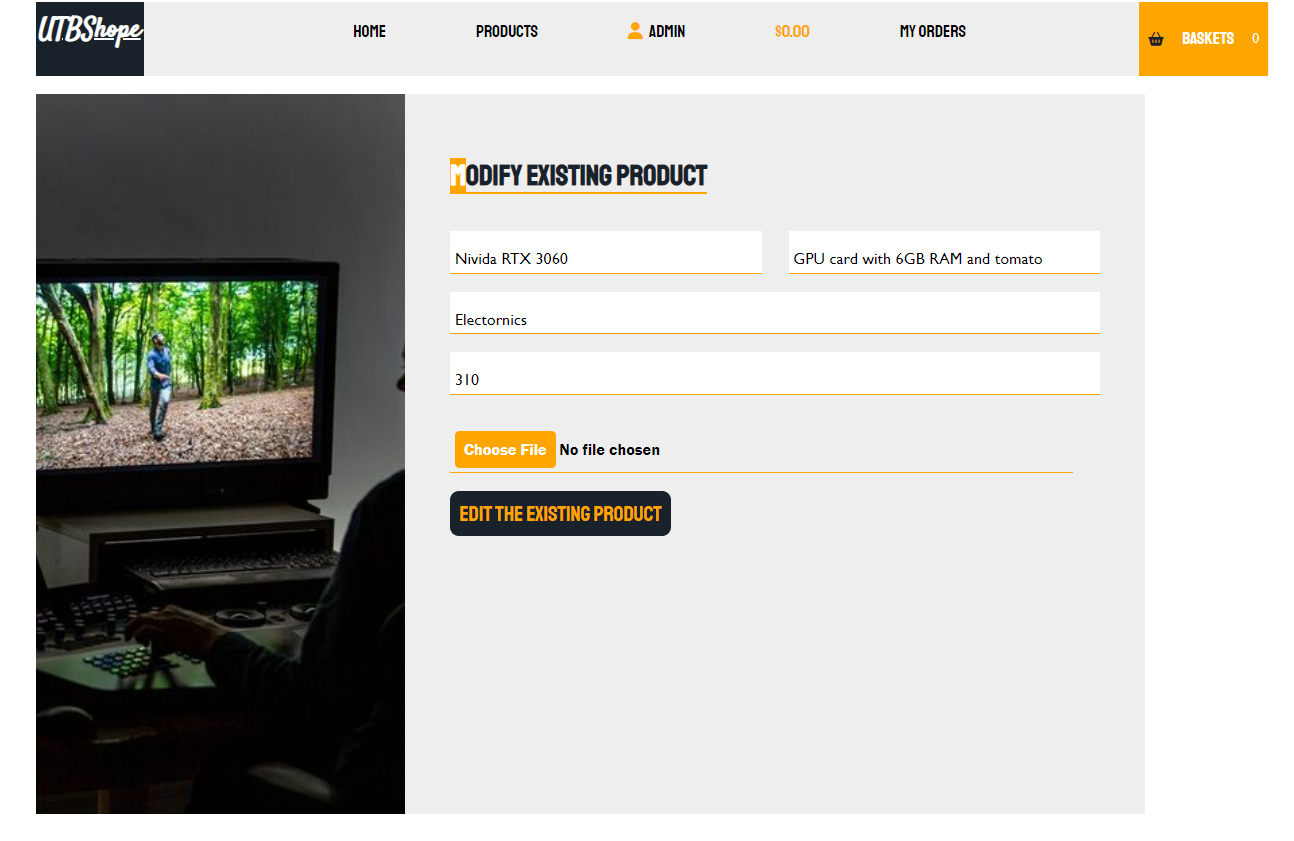 UTBShope
HOME PRODUCTS ADMIN $0.00 MY ORDERS BASKETS 0
MODIFY EXISTING PRODUCT
Nivida RTX 3060 GPU card with 6GB RAM and tomato
Electornics
310
Choose File No file chosen
EDIT THE EXISTING PRODUCT